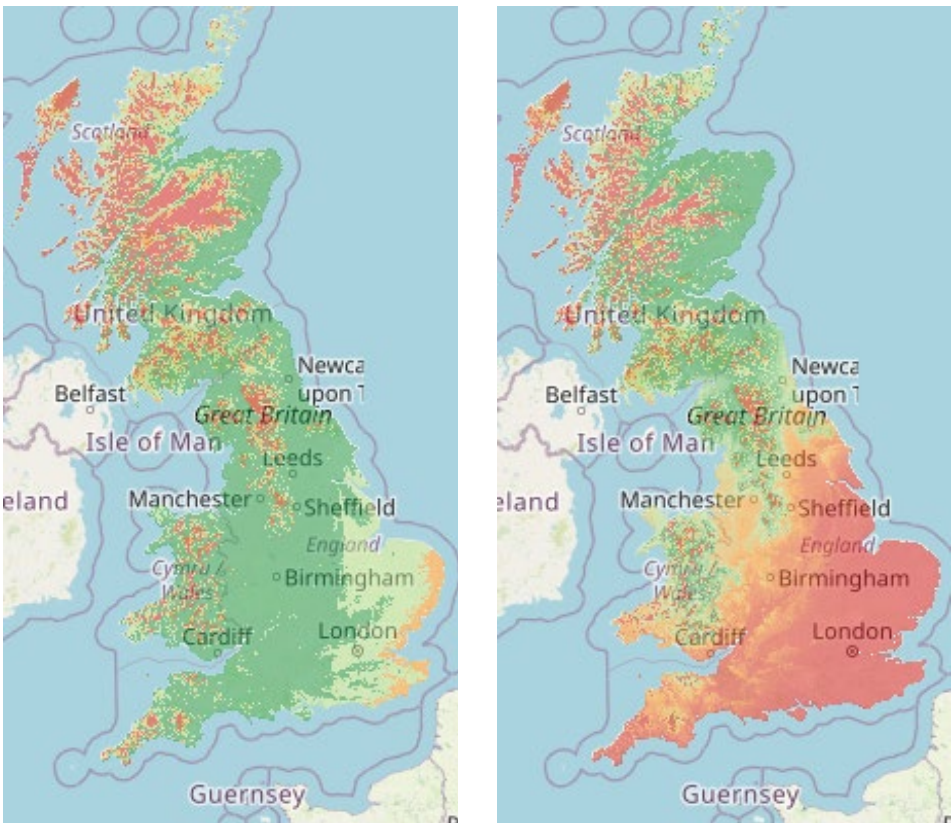 Scotland
United Kingdom
Newca
upon T
Belfast
Great Britain
Isle of Man
Leeds
eland
Manchester
Sheffield
England
Cymru /
Wales
Birmingham
Cardiff
London
Guernsey
Scotland
United Kingdom
Newca
upon T
Belfast
Great Britain
Isle of Man
Leeds
eland
Manchester
Sheffield
England
Cymru /
Wales
Birmingham
Cardiff
London
Guernsey